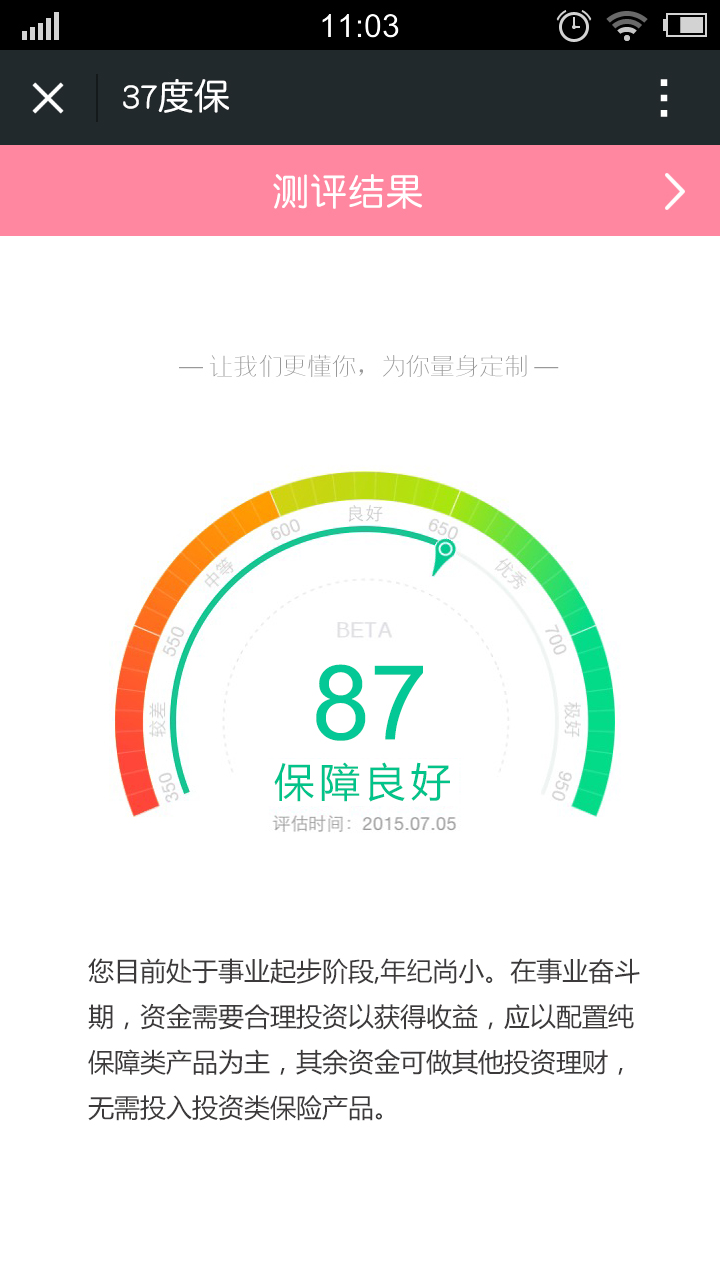 11:03
37度保
测评结果
— 让我们更懂你，为你量身定制 —
350
较差
550
中等
600
良好
650
优秀
700
极好
950
BETA
87
保障良好
评估时间：2015.07.05
您目前处于事业起步阶段,年纪尚小。在事业奋斗
期，资金需要合理投资以获得收益，应以配置纯
保障类产品为主，其余资金可做其他投资理财，
无需投入投资类保险产品。